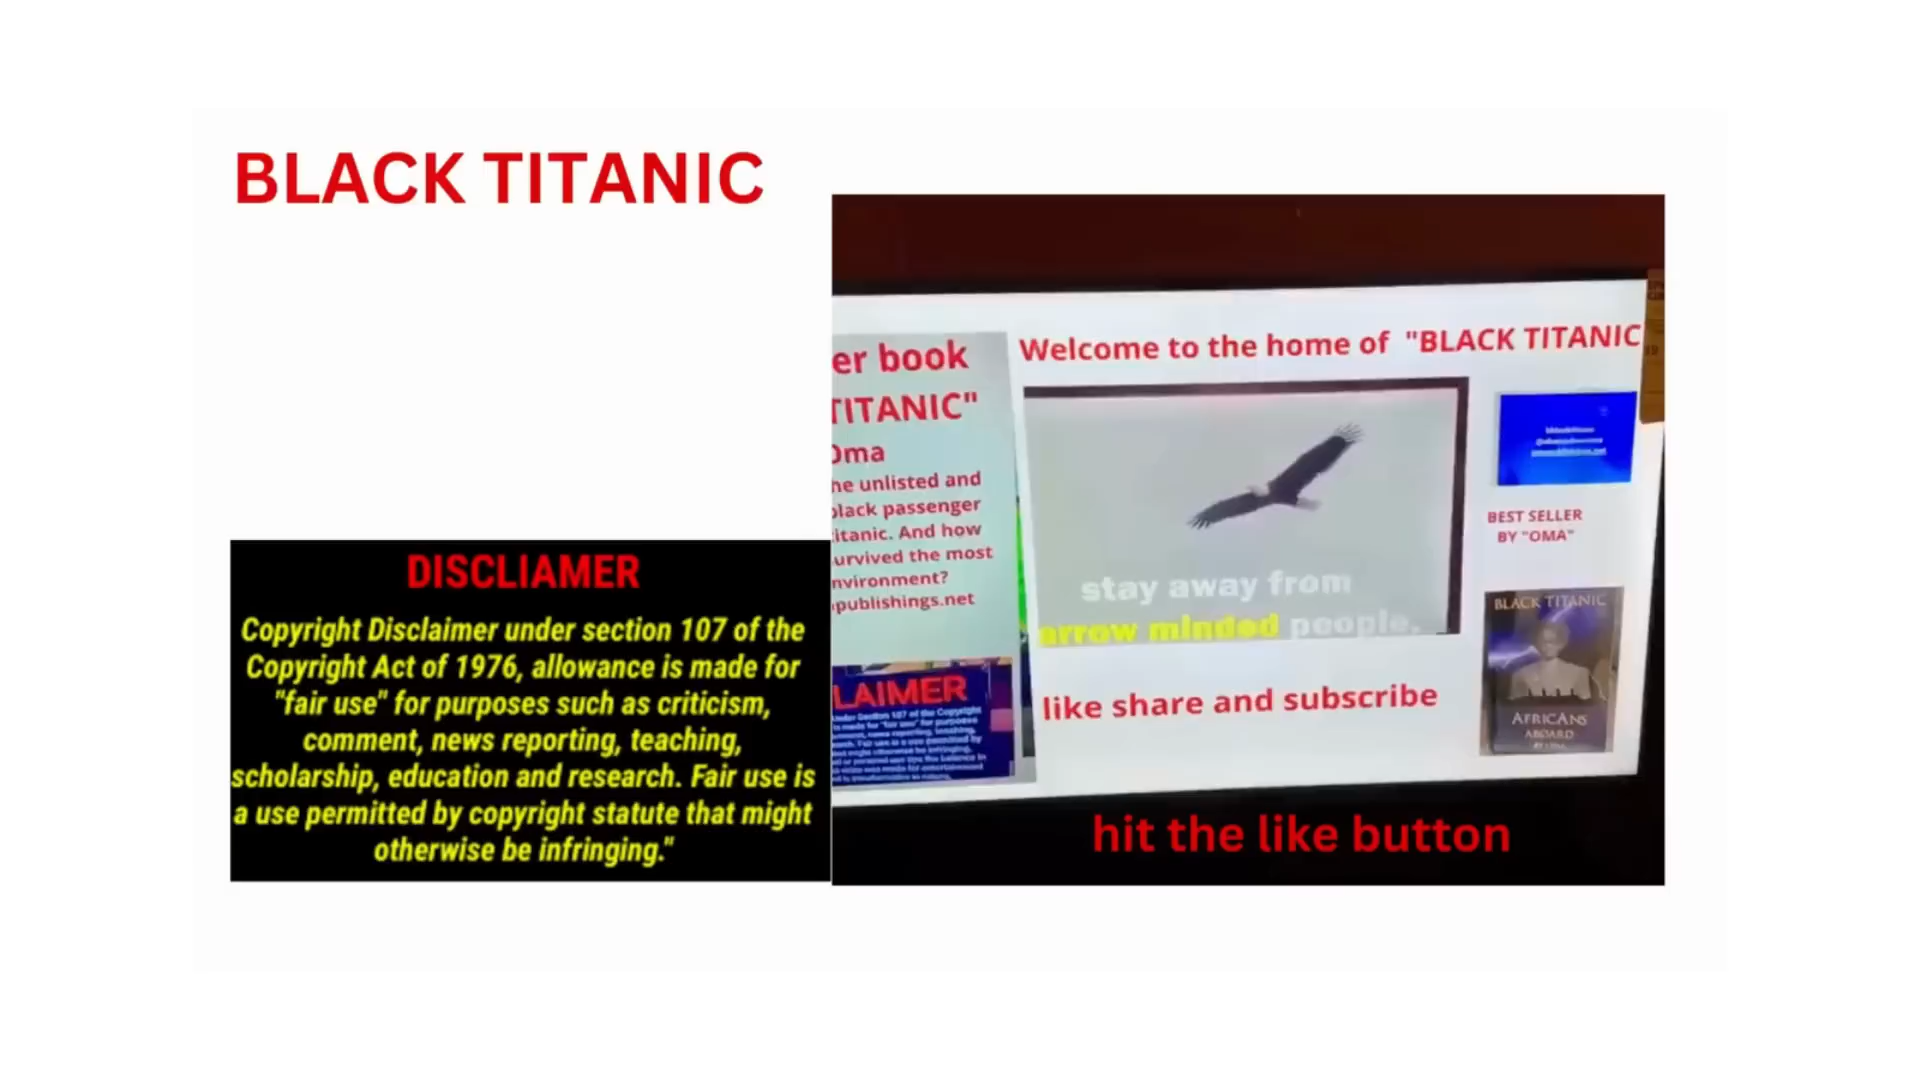 BLACK TITANIC
DISCLIAMER
Copyright Disclaimer under section 107 of the
Copyright Act of 1976, allowance is made for
"fair use" for purposes such as criticism,
comment, news reporting, teaching,
scholarship, education and research. Fair use is
a use permitted by copyright statute that might
otherwise be infringing."
er book
TITANIC"
Oma
he unlisted and
black passenger
itanic. And how
urvived the most
nvironment?
publishings.net
LAIMER
Welcome to the home of "BLACK TITANIC
stay away from
arrow minded people.
like share and subscribe
BEST SELLER
BY "OMA"
BLACK TITANIC
AFRICANS
ABOARD
hit the like button